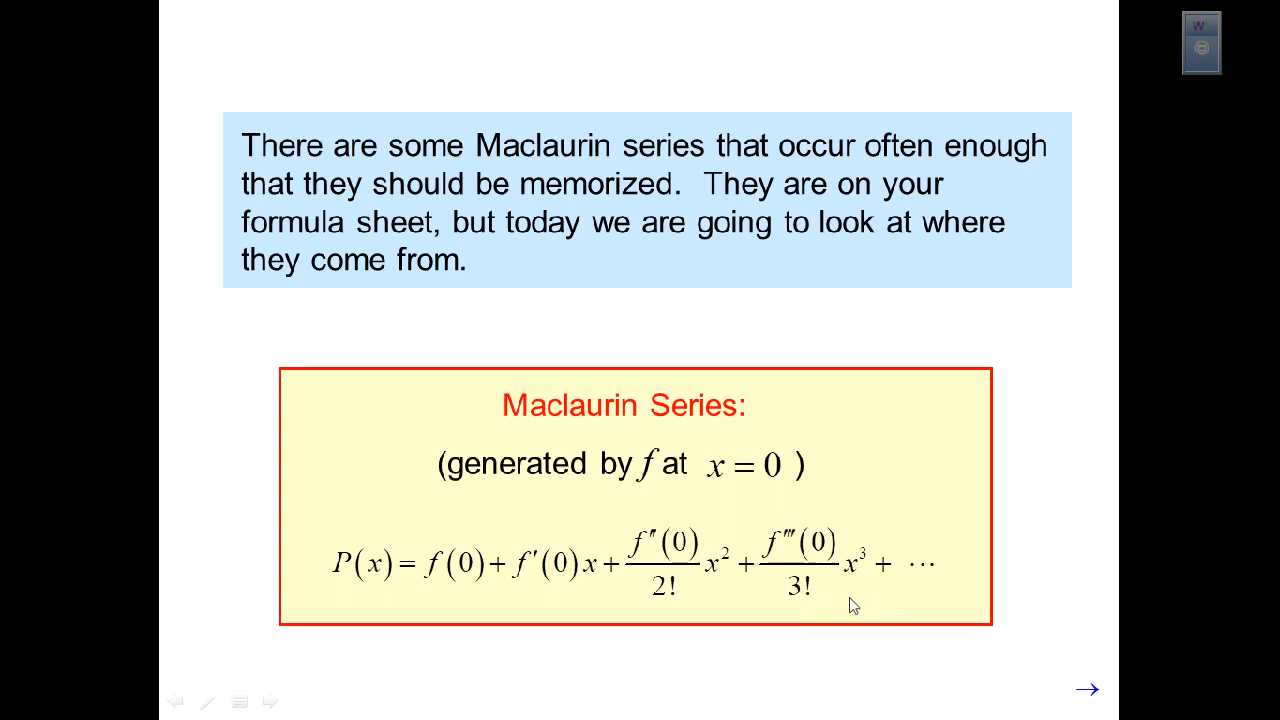 There are some Maclaurin series that occur often enough
that they should be memorized. They are on your
formula sheet, but today we are going to look at where
they come from.
Maclaurin Series:
(generated by f at x = 0 )
P(x) = f(0) + f′(0)x + f″(0)/2! x² + f‴(0)/3! x³ + ⋯